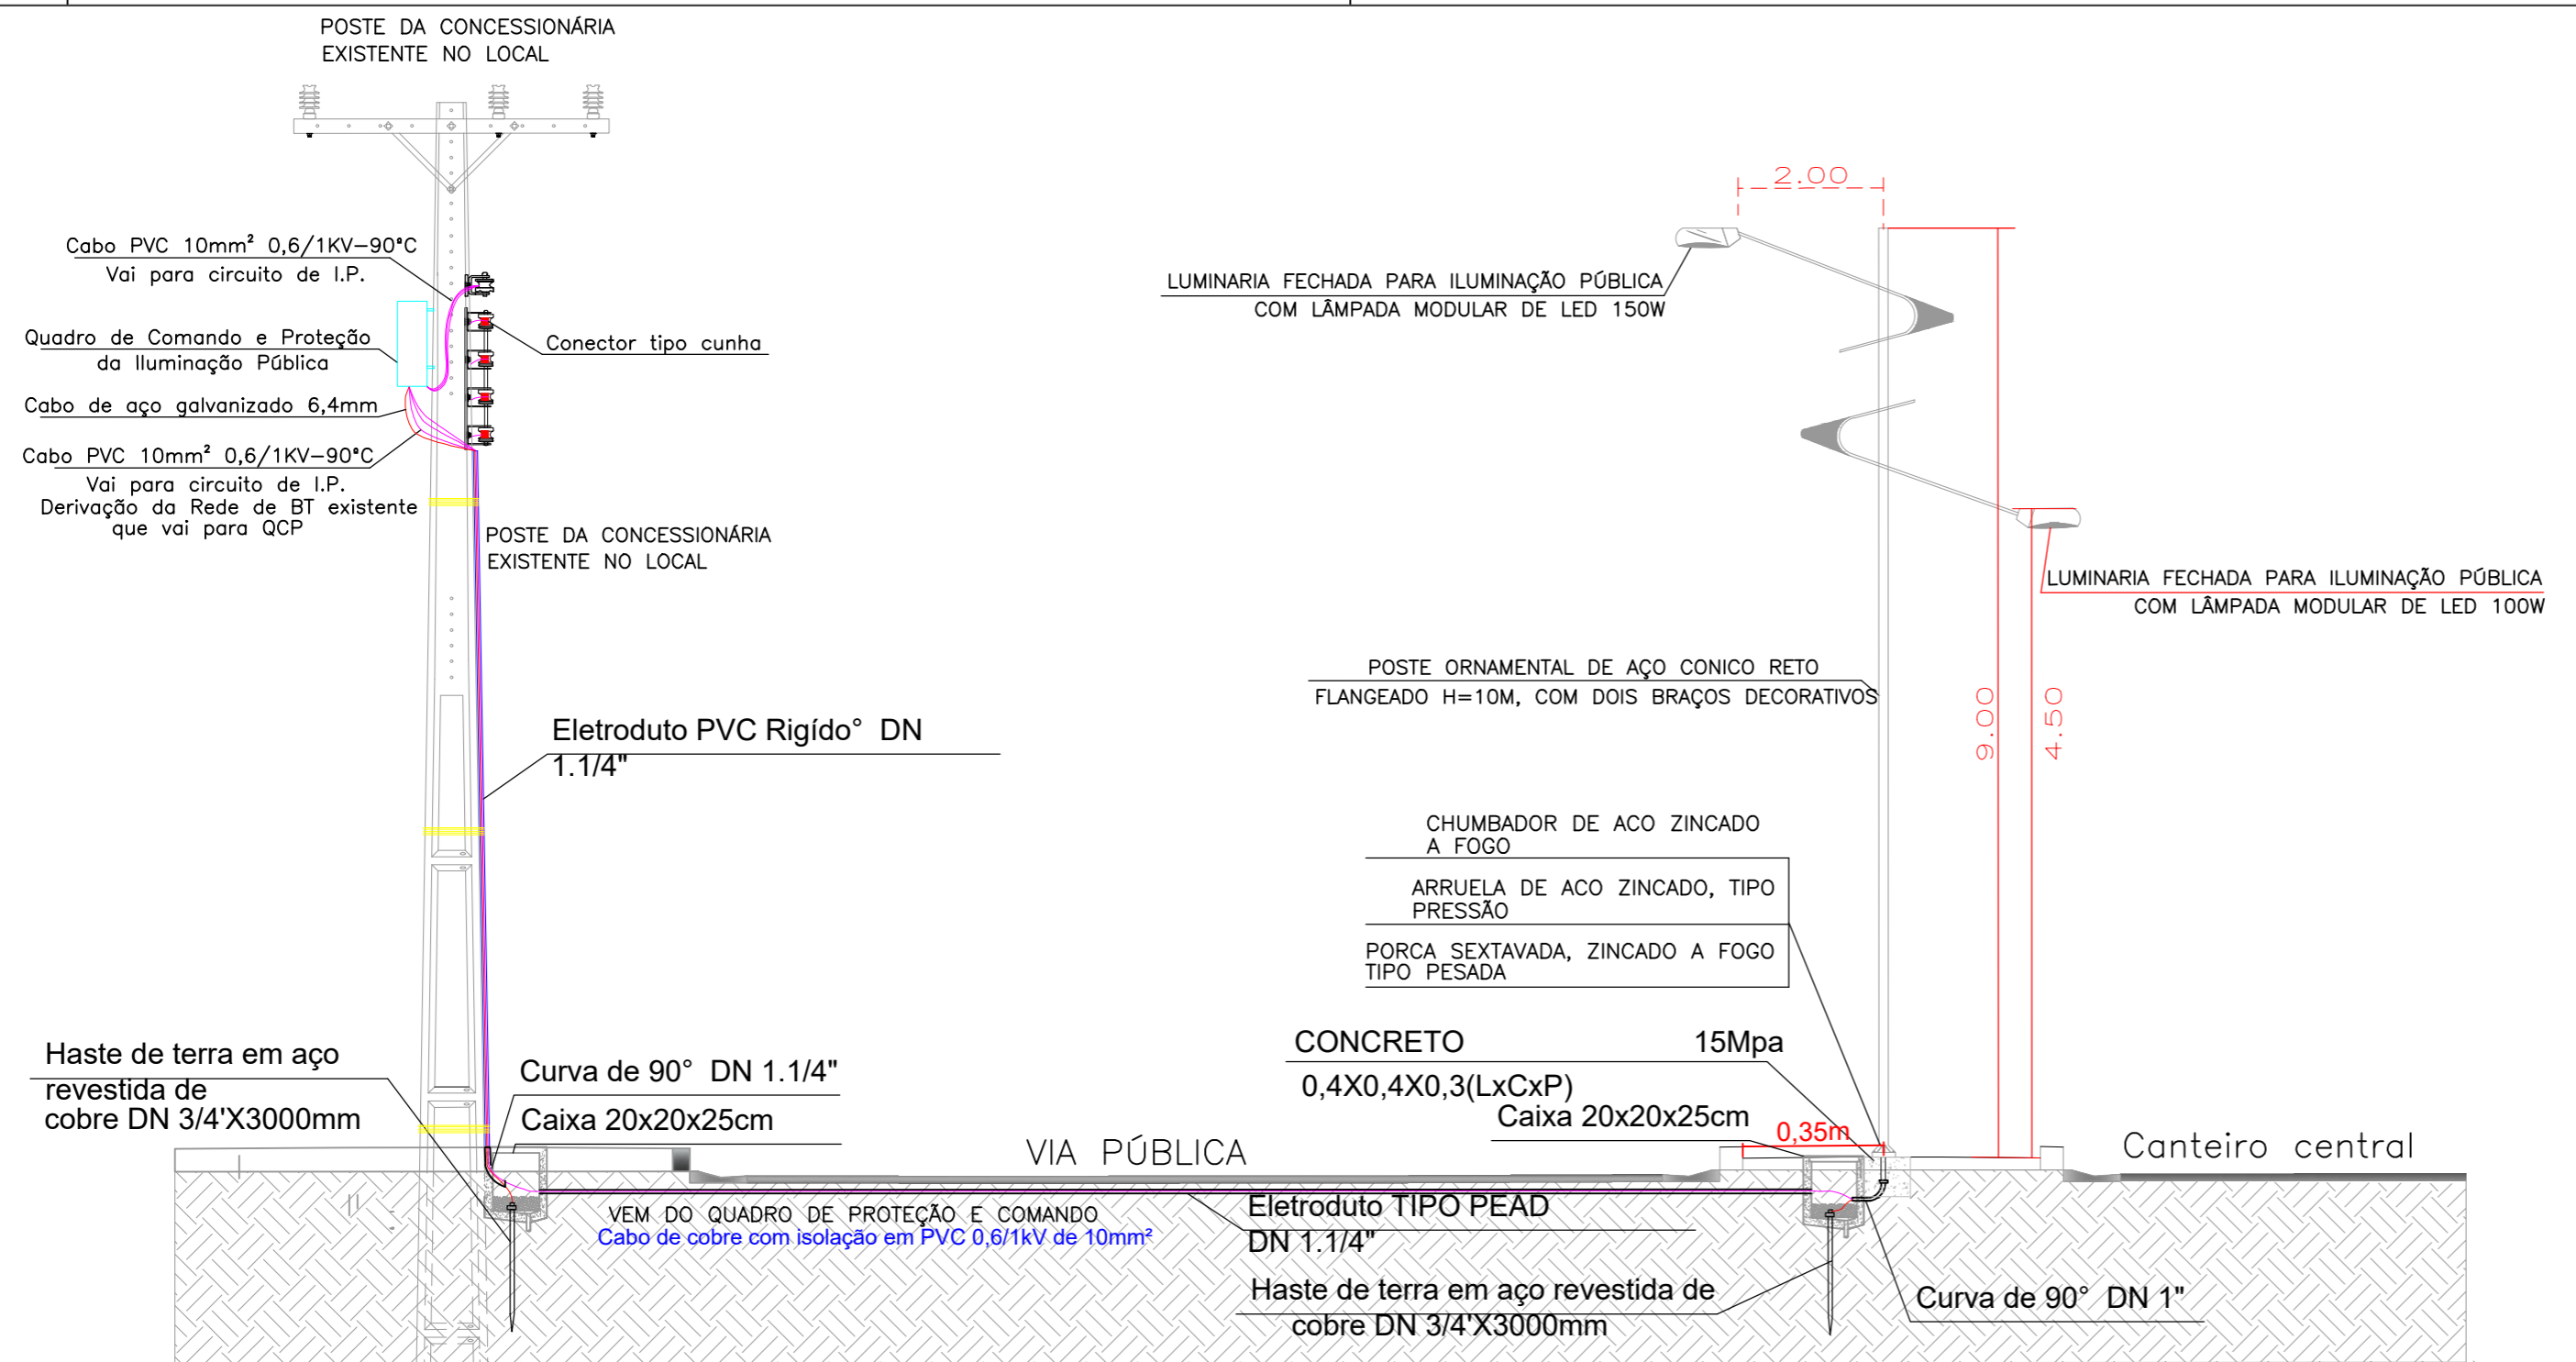 POSTE DA CONCESSIONÁRIA
EXISTENTE NO LOCAL
Cabo PVC 10mm² 0,6/1KV-90°C
Vai para circuito de I.P.
Quadro de Comando e Proteção
da Iluminação Pública
Conector tipo cunha
Cabo de aço galvanizado 6,4mm
Cabo PVC 10mm² 0,6/1KV-90°C
Vai para circuito de I.P.
Derivação da Rede de BT existente
que vai para QCP
POSTE DA CONCESSIONÁRIA
EXISTENTE NO LOCAL
Eletroduto PVC Rigído° DN
1.1/4"
Haste de terra em aço
revestida de
cobre DN 3/4'X3000mm
Curva de 90° DN 1.1/4"
Caixa 20x20x25cm
VIA PÚBLICA
VEM DO QUADRO DE PROTEÇÃO E COMANDO
Cabo de cobre com isolação em PVC 0,6/1kV de 10mm²
2.00
LUMINARIA FECHADA PARA ILUMINAÇÃO PÚBLICA
COM LÂMPADA MODULAR DE LED 150W
LUMINARIA FECHADA PARA ILUMINAÇÃO PÚBLICA
COM LÂMPADA MODULAR DE LED 100W
POSTE ORNAMENTAL DE AÇO CONICO RETO
FLANGEADO H=10M, COM DOIS BRAÇOS DECORATIVOS
9.00
4.50
CHUMBADOR DE ACO ZINCADO
A FOGO
ARRUELA DE ACO ZINCADO, TIPO
PRESSÃO
PORCA SEXTAVADA, ZINCADO A FOGO
TIPO PESADA
CONCRETO 15Mpa
0,4X0,4X0,3(LxCxP)
Caixa 20x20x25cm
0,35m
Canteiro central
Eletroduto TIPO PEAD
DN 1.1/4"
Haste de terra em aço revestida de
cobre DN 3/4'X3000mm
Curva de 90° DN 1"